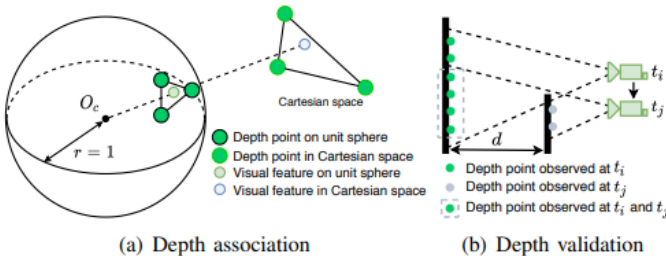 O_c
r = 1
Cartesian space
Depth point on unit sphere
Depth point in Cartesian space
Visual feature on unit sphere
Visual feature in Cartesian space
(a) Depth association
t_i
t_j
d
Depth point observed at t_i
Depth point observed at t_j
Depth point observed at t_i and t_j
(b) Depth validation